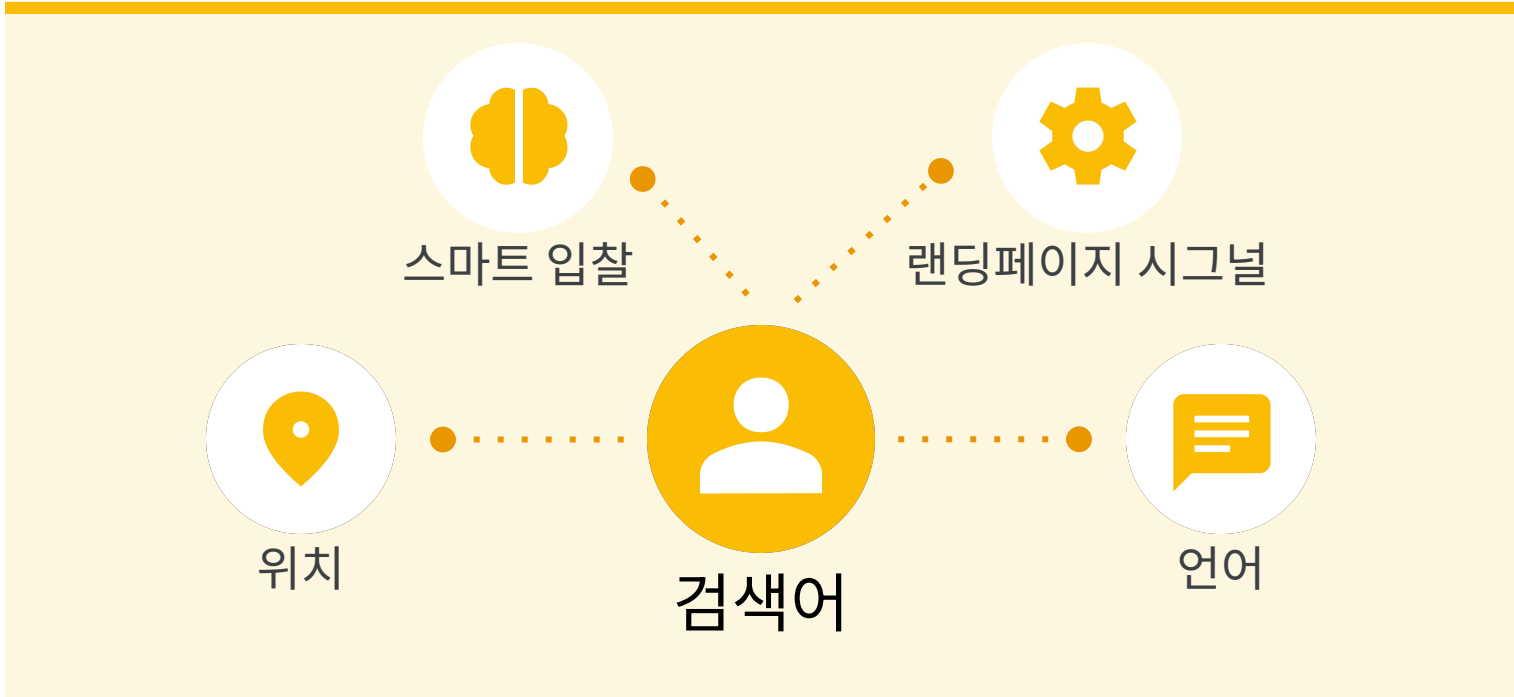 스마트 입찰
랜딩페이지 시그널
위치
검색어
언어